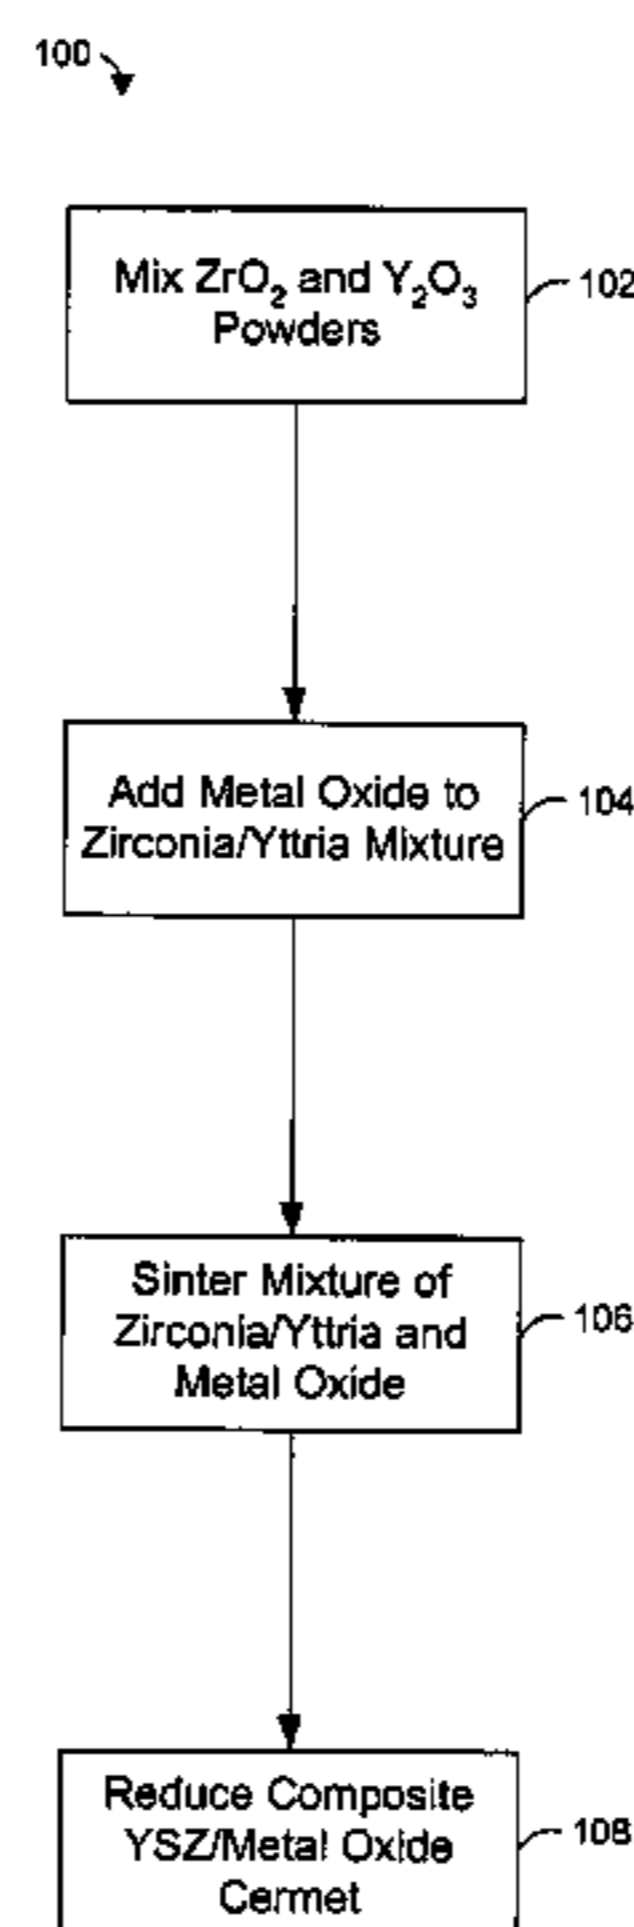 100
Mix ZrO₂ and Y₂O₃
Powders
102
Add Metal Oxide to
Zirconia/Yttria Mixture
104
Sinter Mixture of
Zirconia/Yttria and
Metal Oxide
106
Reduce Composite
YSZ/Metal Oxide
Cermet
108